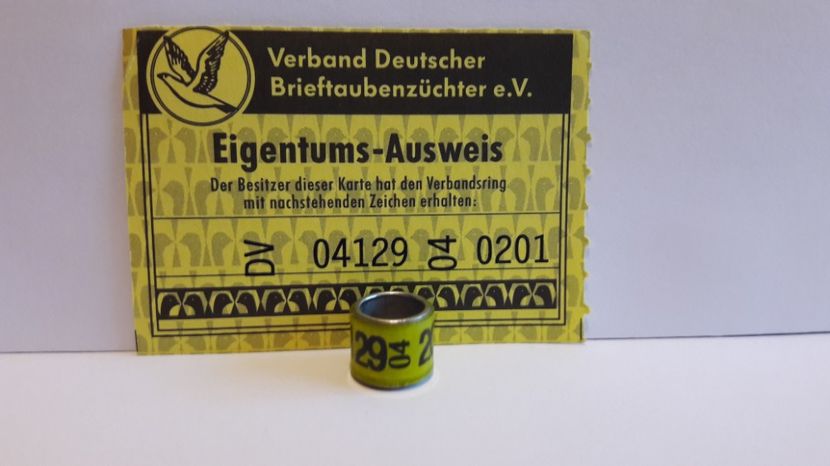 Verband Deutscher
Brieftaubenzüchter e.V.
Eigentums-Ausweis
Der Besitzer dieser Karte hat den Verbandsring
mit nachstehenden Zeichen erhalten:
DV 04129 04 0201
29 04